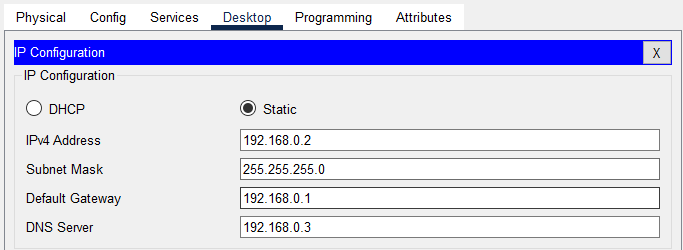 Physical Config Services Desktop Programming Attributes
IP Configuration X
IP Configuration
DHCP Static
IPv4 Address 192.168.0.2
Subnet Mask 255.255.255.0
Default Gateway 192.168.0.1
DNS Server 192.168.0.3